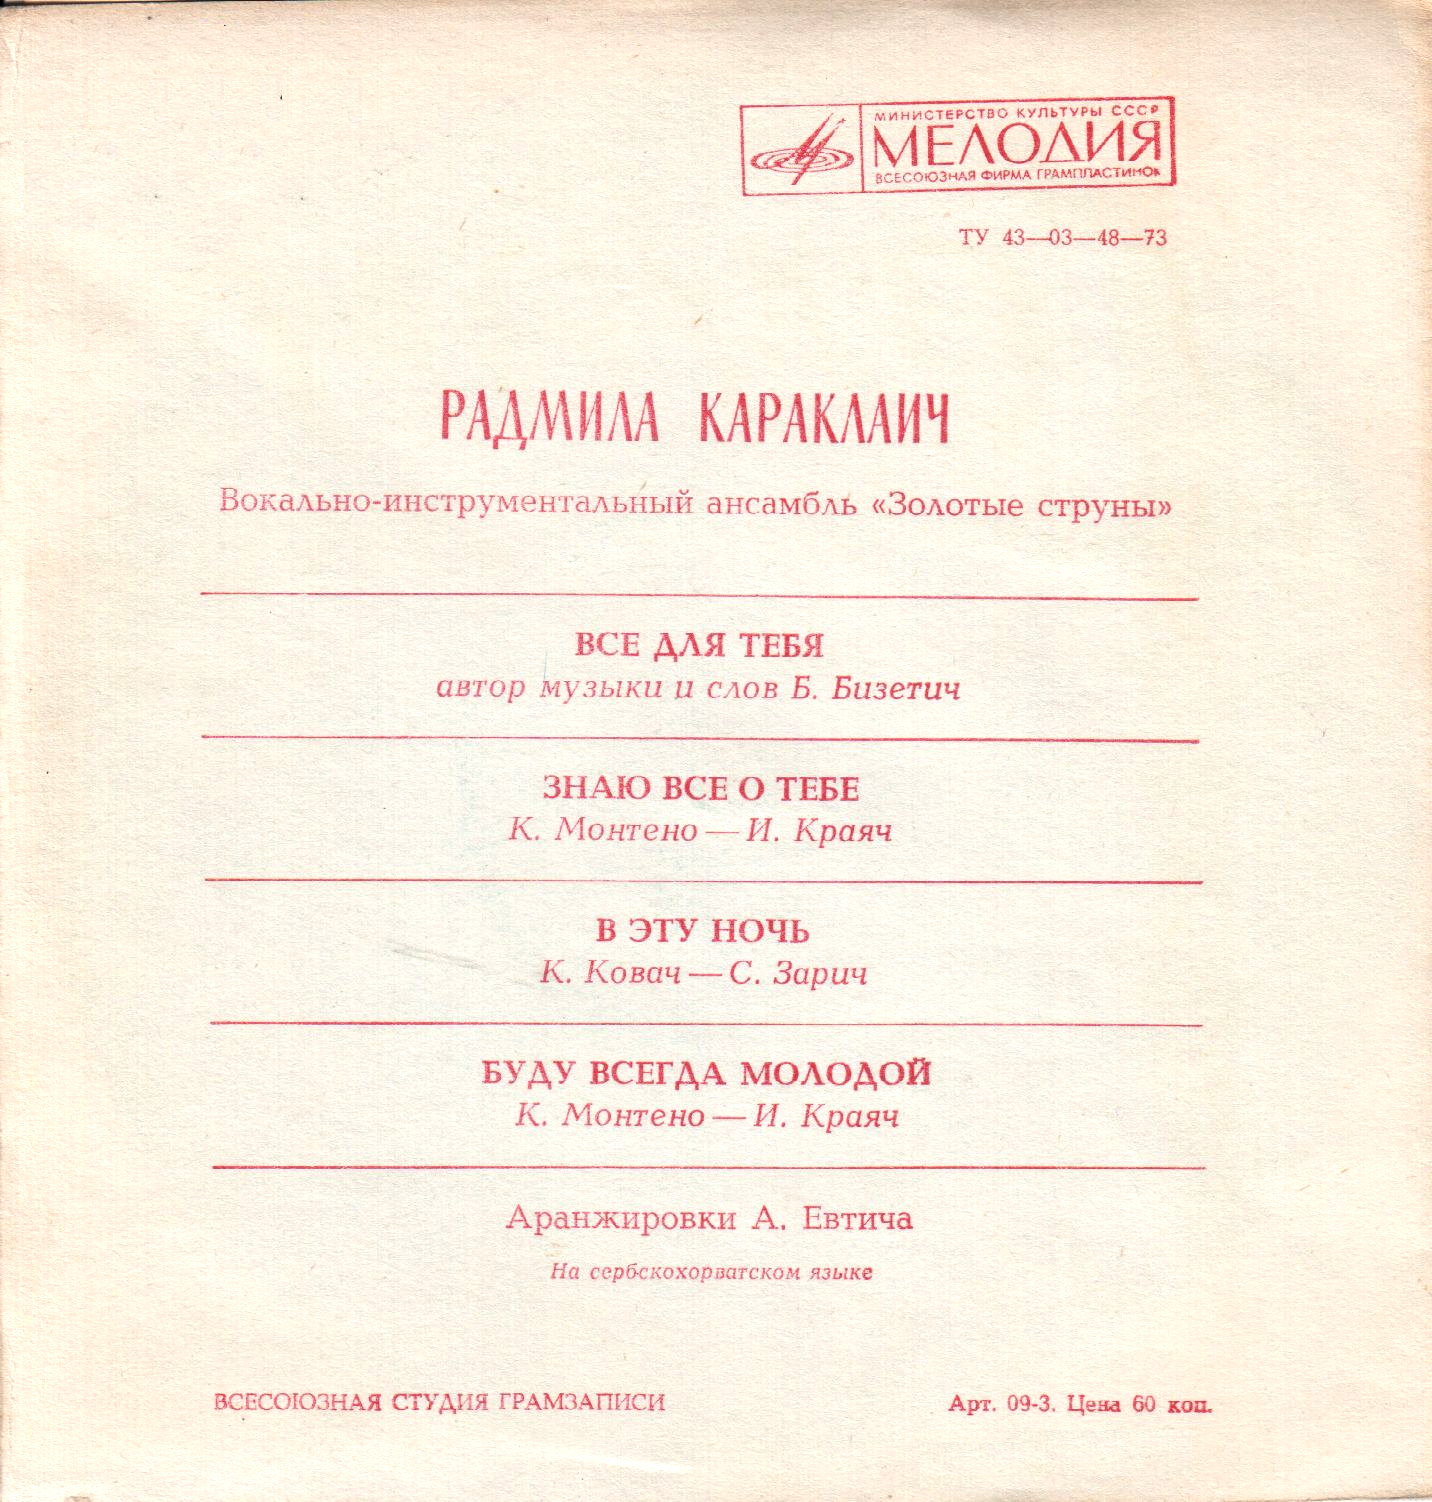 МИНИСТЕРСТВО КУЛЬТУРЫ СССР
МЕЛОДИЯ
ВСЕСОЮЗНАЯ ФИРМА ГРАМПЛАСТИНОК
ТУ 43—03—48—73
РАДМИЛА КАРАКЛАИЧ
Вокально-инструментальный ансамбль «Золотые струны»
ВСЕ ДЛЯ ТЕБЯ
автор музыки и слов Б. Бизетич
ЗНАЮ ВСЕ О ТЕБЕ
К. Монтено — И. Краяч
В ЭТУ НОЧЬ
К. Ковач — С. Зарич
БУДУ ВСЕГДА МОЛОДОЙ
К. Монтено — И. Краяч
Аранжировки А. Евтича
На сербскохорватском языке
ВСЕСОЮЗНАЯ СТУДИЯ ГРАМЗАПИСИ
Арт. 09-3. Цена 60 коп.